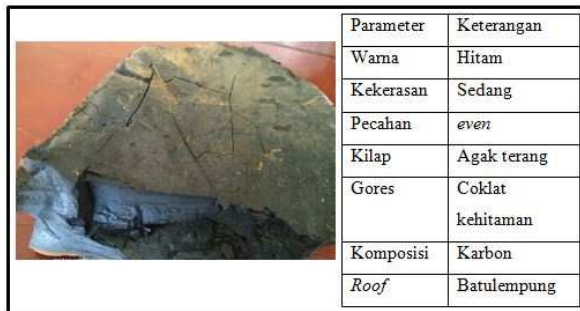 Parameter Keterangan
Warna Hitam
Kekerasan Sedang
Pecahan even
Kilap Agak terang
Gores Coklat
kehitaman
Komposisi Karbon
Roof Batulempung